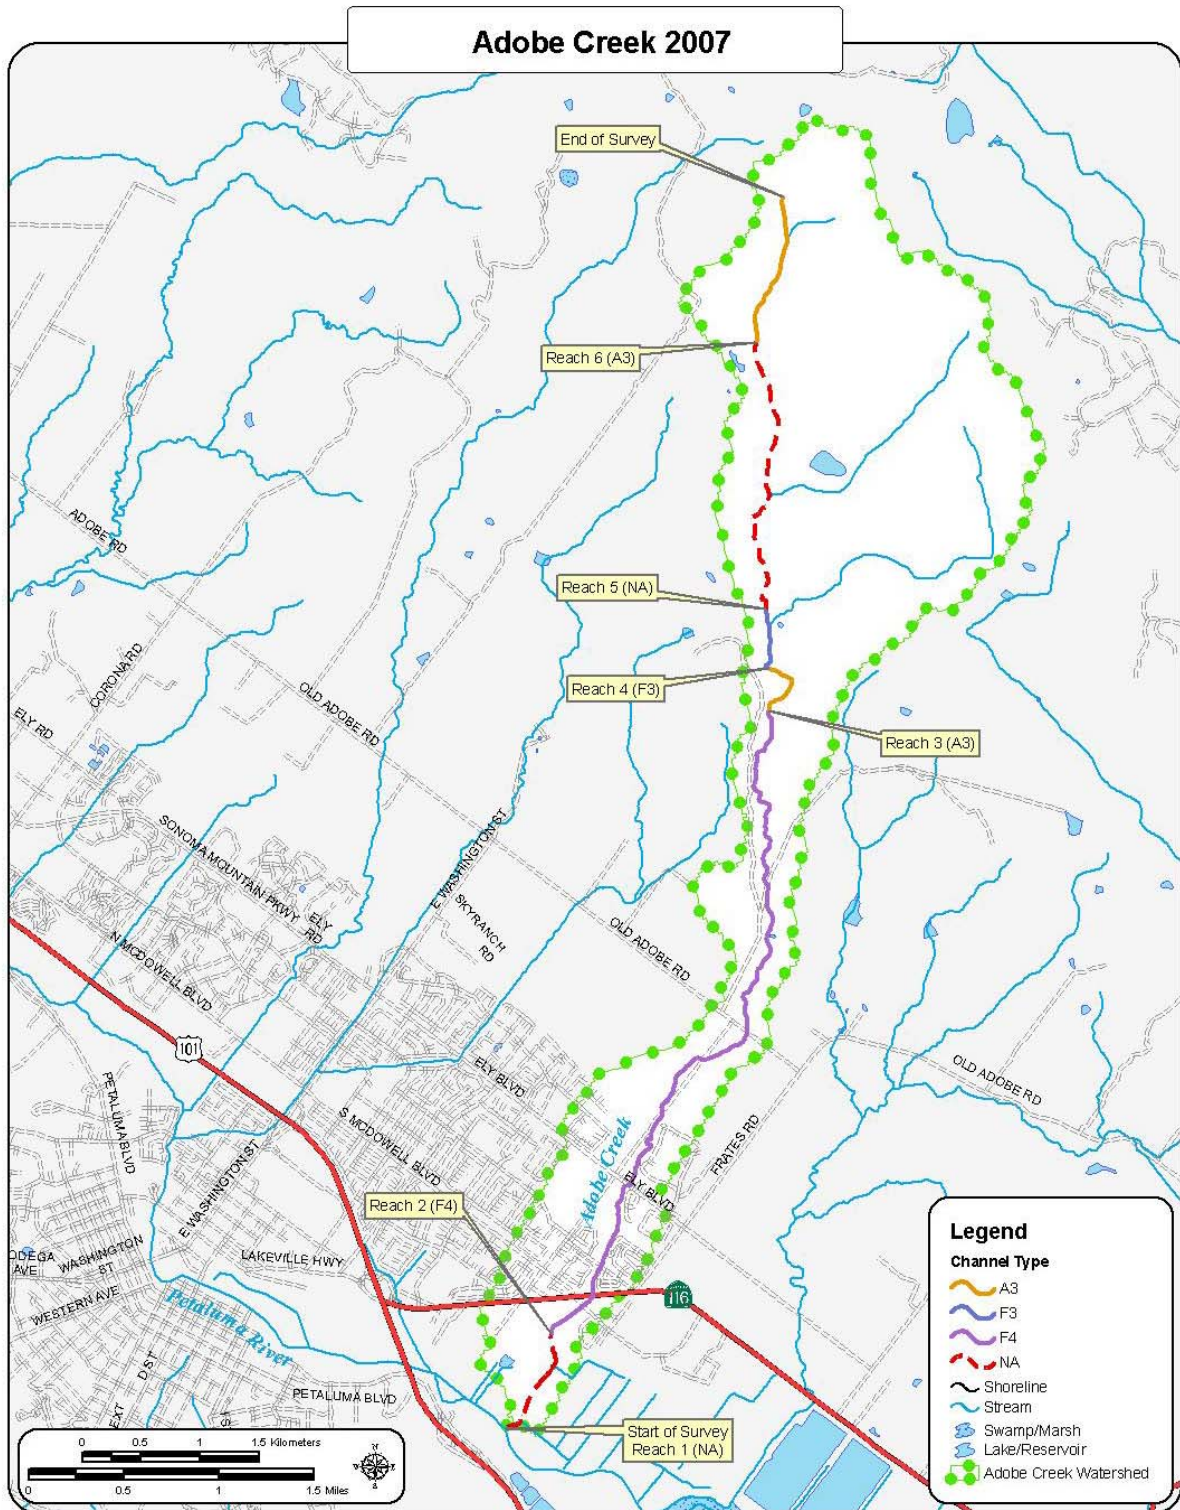 Adobe Creek 2007
End of Survey
Reach 6 (A3)
ADOBE RD
Reach 5 (NA)
CORONA RD
OLD ADOBE RD
Reach 4 (F3)
ELY RD
Reach 3 (A3)
SONOMA MOUNTAIN PKWY
ELY
RD
E WASHINGTON ST
SKYRANCH
RD
N MCDOWELL BLVD
OLD ADOBE RD
101
OLD ADOBE RD
ELY BLVD
PETALUMA BLVD
S MCDOWELL BLVD
FRATES RD
Adobe Creek
E WASHINGTON ST
ELY BLVD
Reach 2 (F4)
WASHINGTON
ST
AVE
LAKEVILLE HWY
WESTERN AVE
116
Petaluma River
D ST
PETALUMA BLVD
EXT
I S
Start of Survey
Reach 1 (NA)
0 0.5 1 1.5 Kilometers
0 0.5 1 1.5 Miles
N
Legend
Channel Type
A3
F3
F4
NA
Shoreline
Stream
Swamp/Marsh
Lake/Reservoir
Adobe Creek Watershed